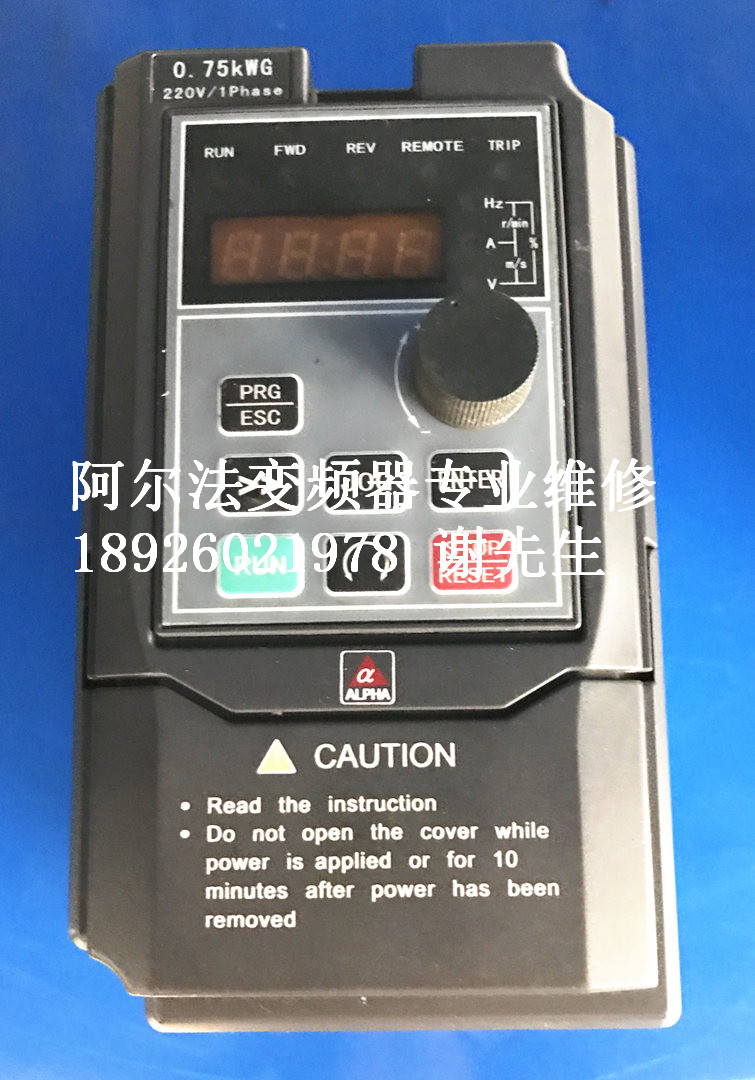 0.75kWG
220V/1Phase
RUN FWD REV REMOTE TRIP
Hz
r/min
A %
m/s
V
PRG
ESC
阿尔法变频器专业维修
ENTER
18926021978 谢先生
RUN
STOP
RESET
α
ALPHA
CAUTION
• Read the instruction
• Do not open the cover while
power is applied or for 10
minutes after power has been
removed